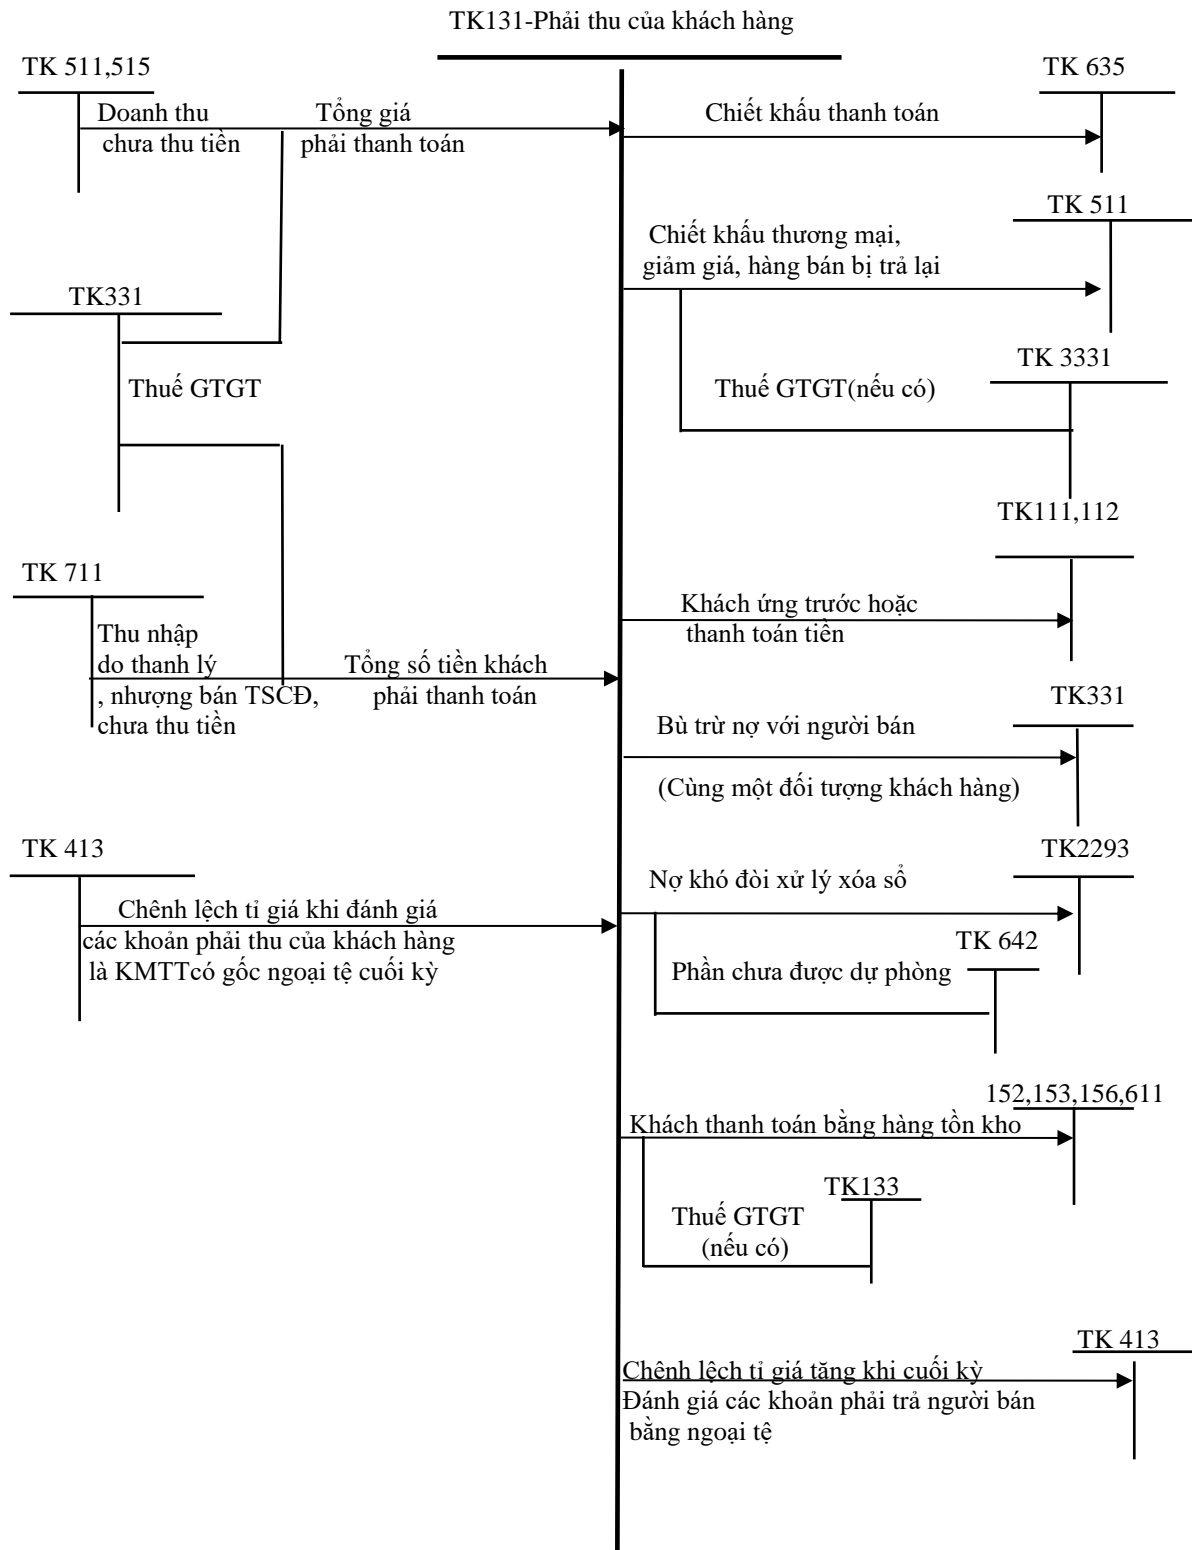 TK131-Phải thu của khách hàng
TK 511,515
TK 635
Doanh thu
chưa thu tiền
Tổng giá
phải thanh toán
Chiết khấu thanh toán
TK 511
Chiết khấu thương mại,
giảm giá, hàng bán bị trả lại
TK331
Thuế GTGT
TK 3331
Thuế GTGT(nếu có)
TK111,112
TK 711
Khách ứng trước hoặc
thanh toán tiền
Thu nhập
do thanh lý
, nhượng bán TSCĐ,
chưa thu tiền
Tổng số tiền khách
phải thanh toán
TK331
Bù trừ nợ với người bán
(Cùng một đối tượng khách hàng)
TK 413
TK2293
Nợ khó đòi xử lý xóa sổ
Chênh lệch tỉ giá khi đánh giá
các khoản phải thu của khách hàng
là KMTTcó gốc ngoại tệ cuối kỳ
TK 642
Phần chưa được dự phòng
152,153,156,611
Khách thanh toán bằng hàng tồn kho
TK133
Thuế GTGT
(nếu có)
TK 413
Chênh lệch tỉ giá tăng khi cuối kỳ
Đánh giá các khoản phải trả người bán
bằng ngoại tệ